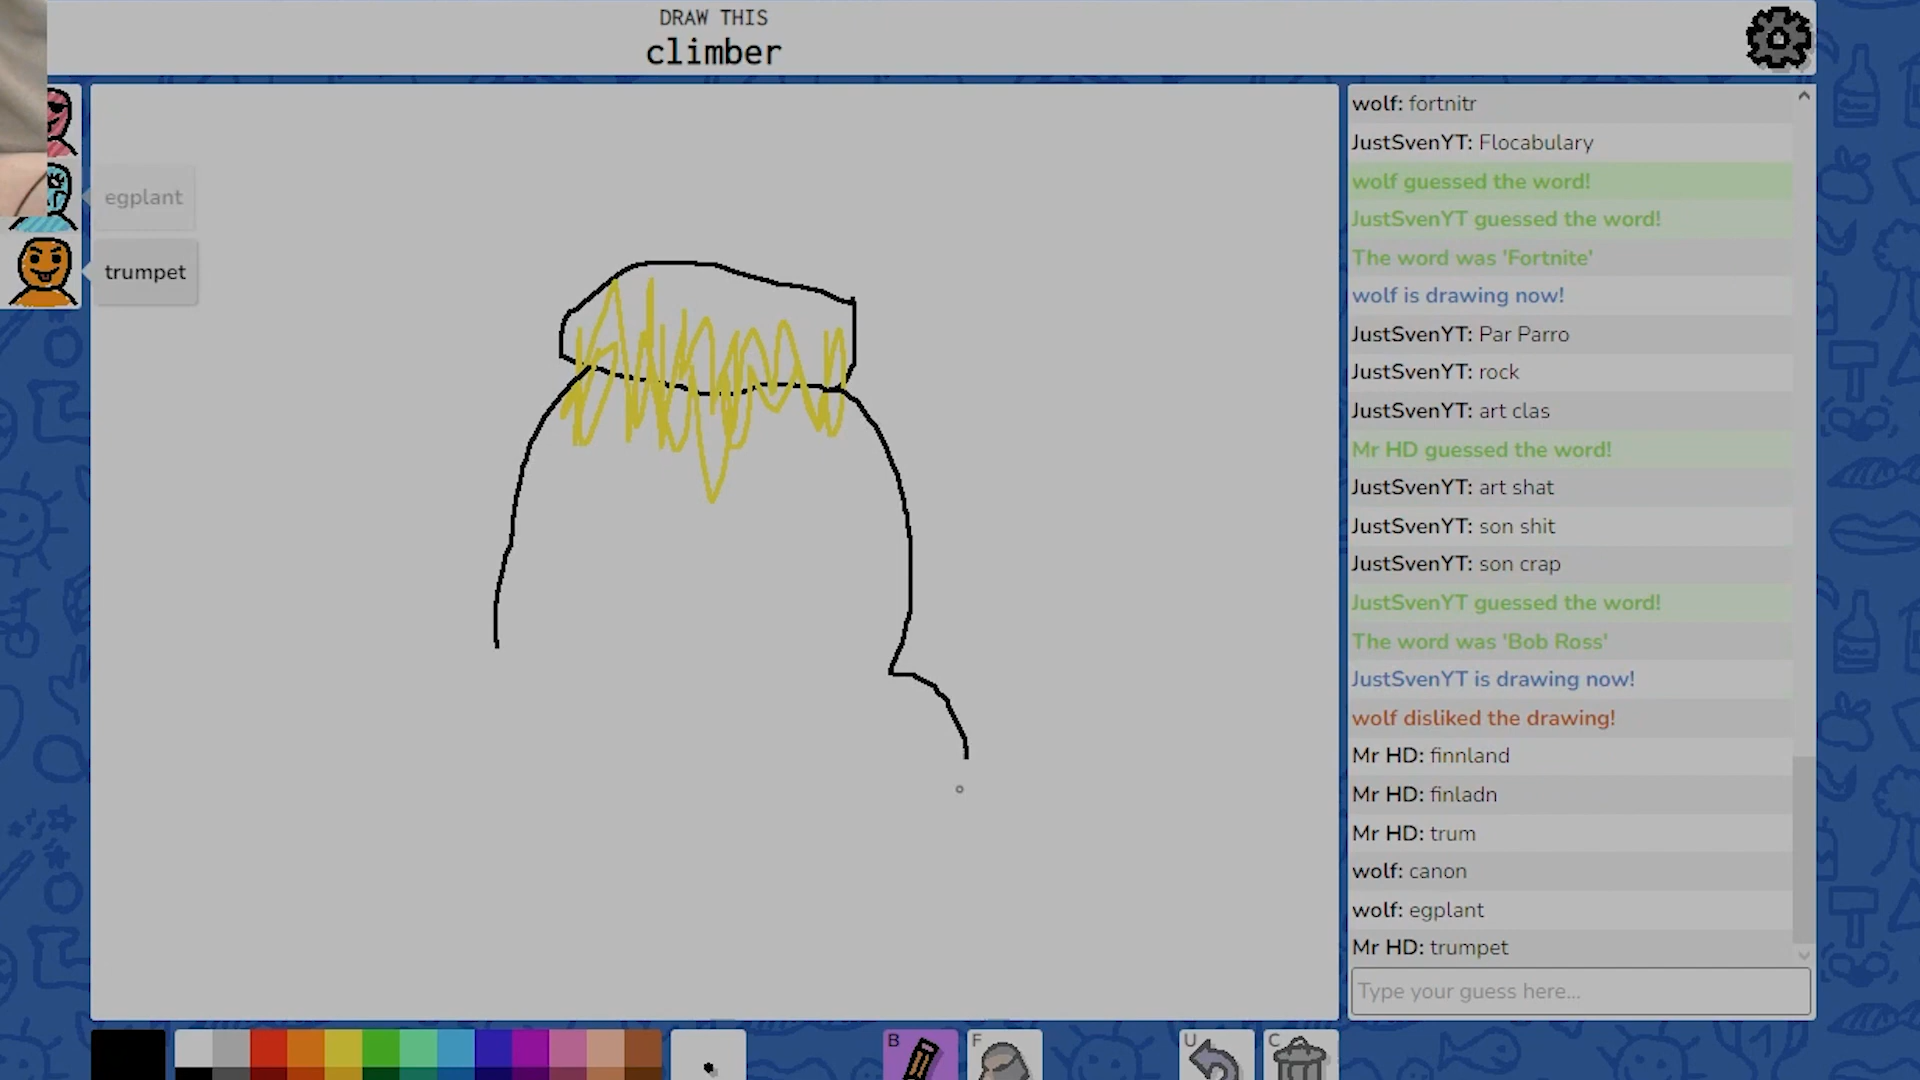 DRAW THIS
climber
egplant
trumpet
wolf: fortnitr
JustSvenYT: Flocabulary
wolf guessed the word!
JustSvenYT guessed the word!
The word was 'Fortnite'
wolf is drawing now!
JustSvenYT: Par Parro
JustSvenYT: rock
JustSvenYT: art clas
Mr HD guessed the word!
JustSvenYT: art shat
JustSvenYT: son shit
JustSvenYT: son crap
JustSvenYT guessed the word!
The word was 'Bob Ross'
JustSvenYT is drawing now!
wolf disliked the drawing!
Mr HD: finnland
Mr HD: finladn
Mr HD: trum
wolf: canon
wolf: egplant
Mr HD: trumpet
Type your guess here...
B F U C